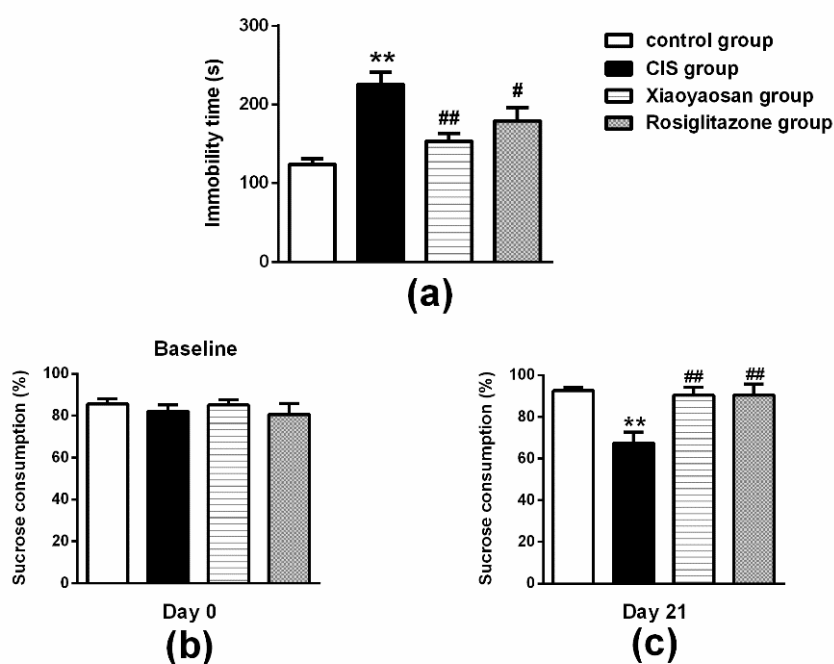 300
200
100
0
Immobility time (s)
**
##
#
control group
CIS group
Xiaoyaosan group
Rosiglitazone group
(a)
Baseline
100
80
60
40
20
0
Sucrose consumption (%)
Day 0
(b)
100
80
60
40
20
0
Sucrose consumption (%)
**
##
##
Day 21
(c)